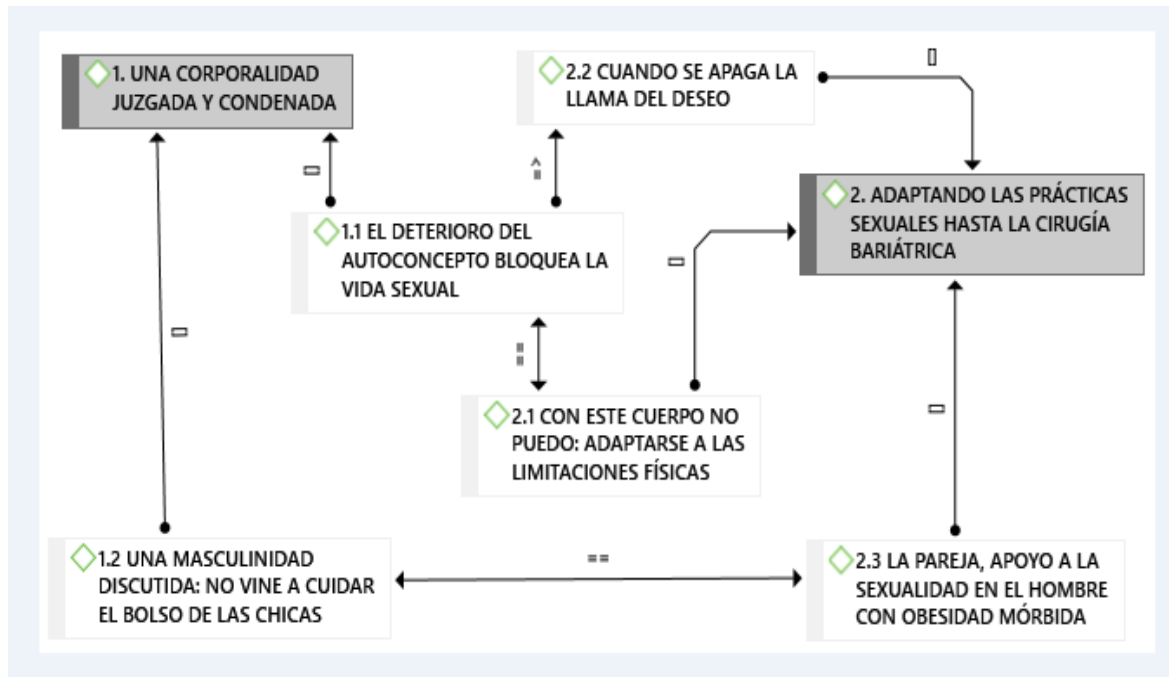 1. UNA CORPORALIDAD
JUZGADA Y CONDENADA
2.2 CUANDO SE APAGA LA
LLAMA DEL DESEO
2. ADAPTANDO LAS PRÁCTICAS
SEXUALES HASTA LA CIRUGÍA
BARIÁTRICA
1.1 EL DETERIORO DEL
AUTOCONCEPTO BLOQUEA LA
VIDA SEXUAL
=>
==
2.1 CON ESTE CUERPO NO
PUEDO: ADAPTARSE A LAS
LIMITACIONES FÍSICAS
1.2 UNA MASCULINIDAD
DISCUTIDA: NO VINE A CUIDAR
EL BOLSO DE LAS CHICAS
==
2.3 LA PAREJA, APOYO A LA
SEXUALIDAD EN EL HOMBRE
CON OBESIDAD MÓRBIDA